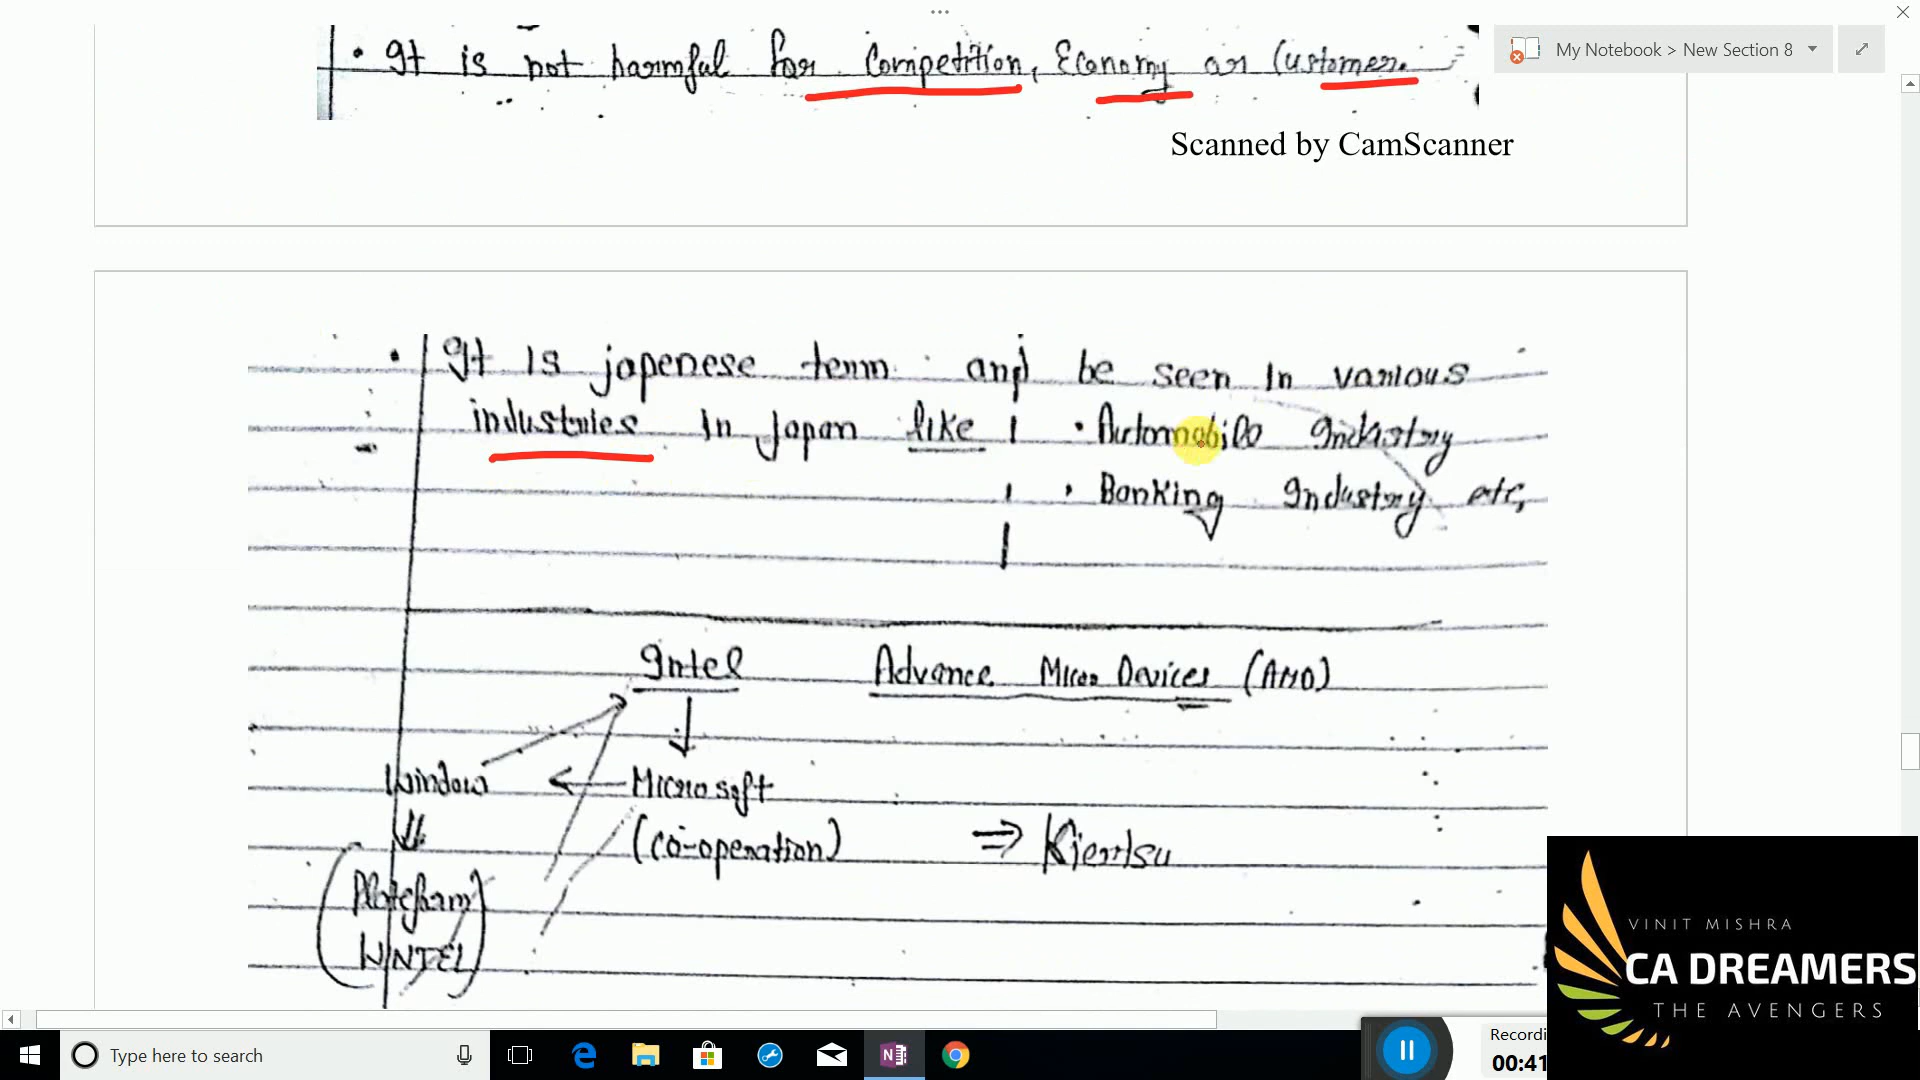 • It is not harmful for Competition, Economy or Customer.
My Notebook > New Section 8
Scanned by CamScanner
• It is japenese term and be seen in various
industries in Japan like • Automobile Industry
• Banking Industry etc,
Intel Advance Micro Devices (AMD)
Window ← Microsoft
(co-operation) ⇒ Kiertsu
(Plateform
WINTEL)
VINIT MISHRA
CA DREAMERS
THE AVENGERS
Type here to search
Recordi
00:41